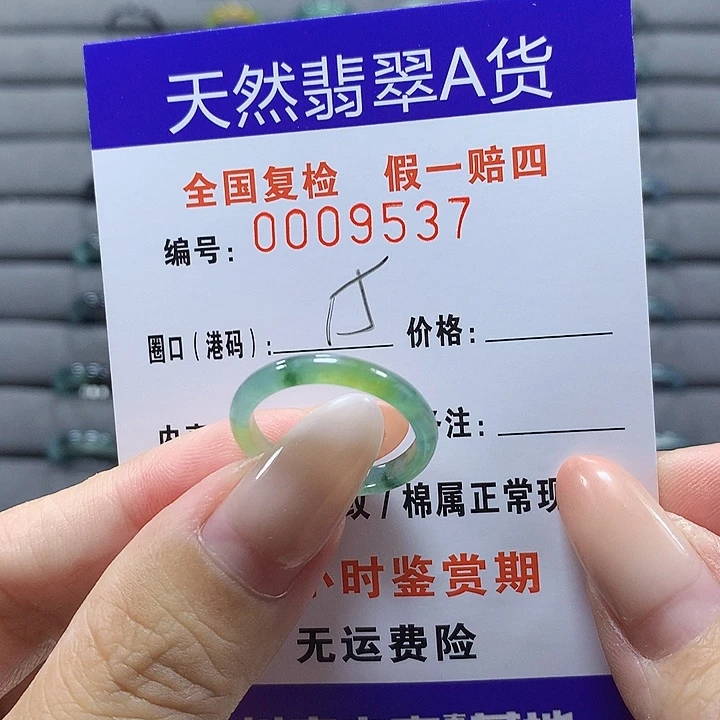 天然翡翠A货
全国复检 假一赔四
编号: 0009537
圈口(港码): 价格:
注:
/棉属正常现
小时鉴赏期
无运费险